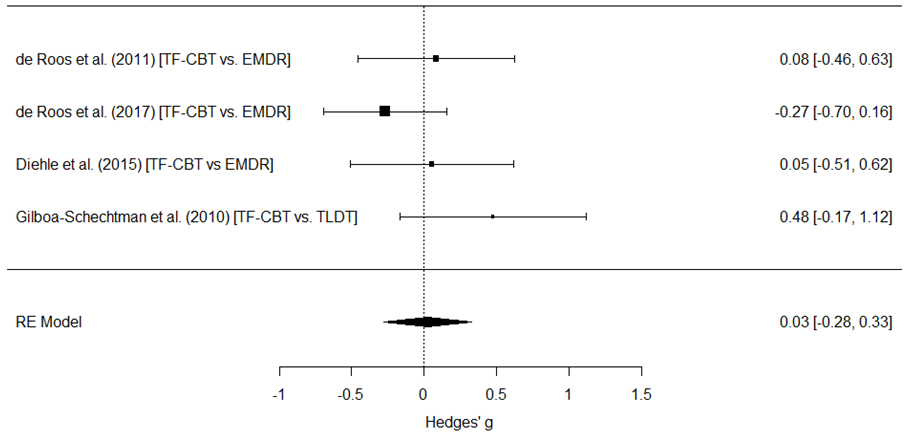 de Roos et al. (2011) [TF-CBT vs. EMDR] 0.08 [-0.46, 0.63]
de Roos et al. (2017) [TF-CBT vs. EMDR] -0.27 [-0.70, 0.16]
Diehle et al. (2015) [TF-CBT vs EMDR] 0.05 [-0.51, 0.62]
Gilboa-Schechtman et al. (2010) [TF-CBT vs. TLDT] 0.48 [-0.17, 1.12]
RE Model 0.03 [-0.28, 0.33]
-1 -0.5 0 0.5 1 1.5
Hedges' g